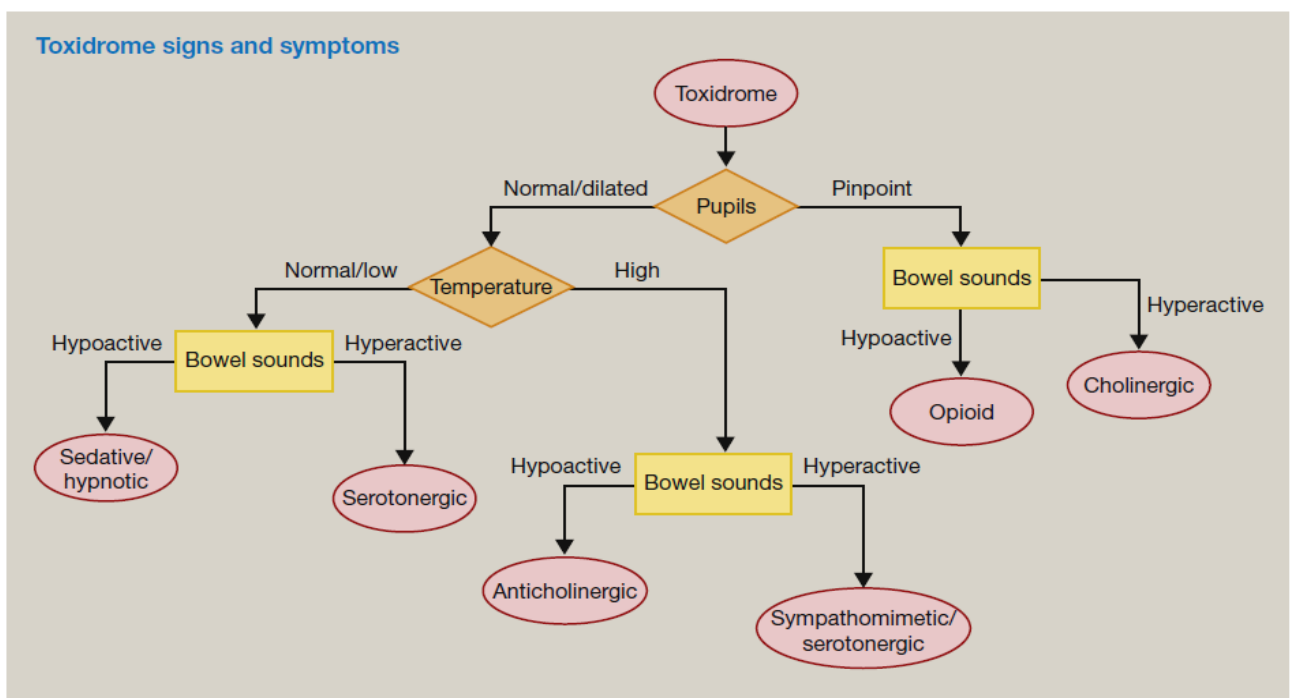 Toxidrome signs and symptoms
Toxidrome
Normal/dilated
Pupils
Pinpoint
Normal/low
Temperature
High
Bowel sounds
Hyperactive
Hypoactive
Bowel sounds
Hyperactive
Hypoactive
Cholinergic
Opioid
Sedative/
hypnotic
Serotonergic
Hypoactive
Bowel sounds
Hyperactive
Anticholinergic
Sympathomimetic/
serotonergic